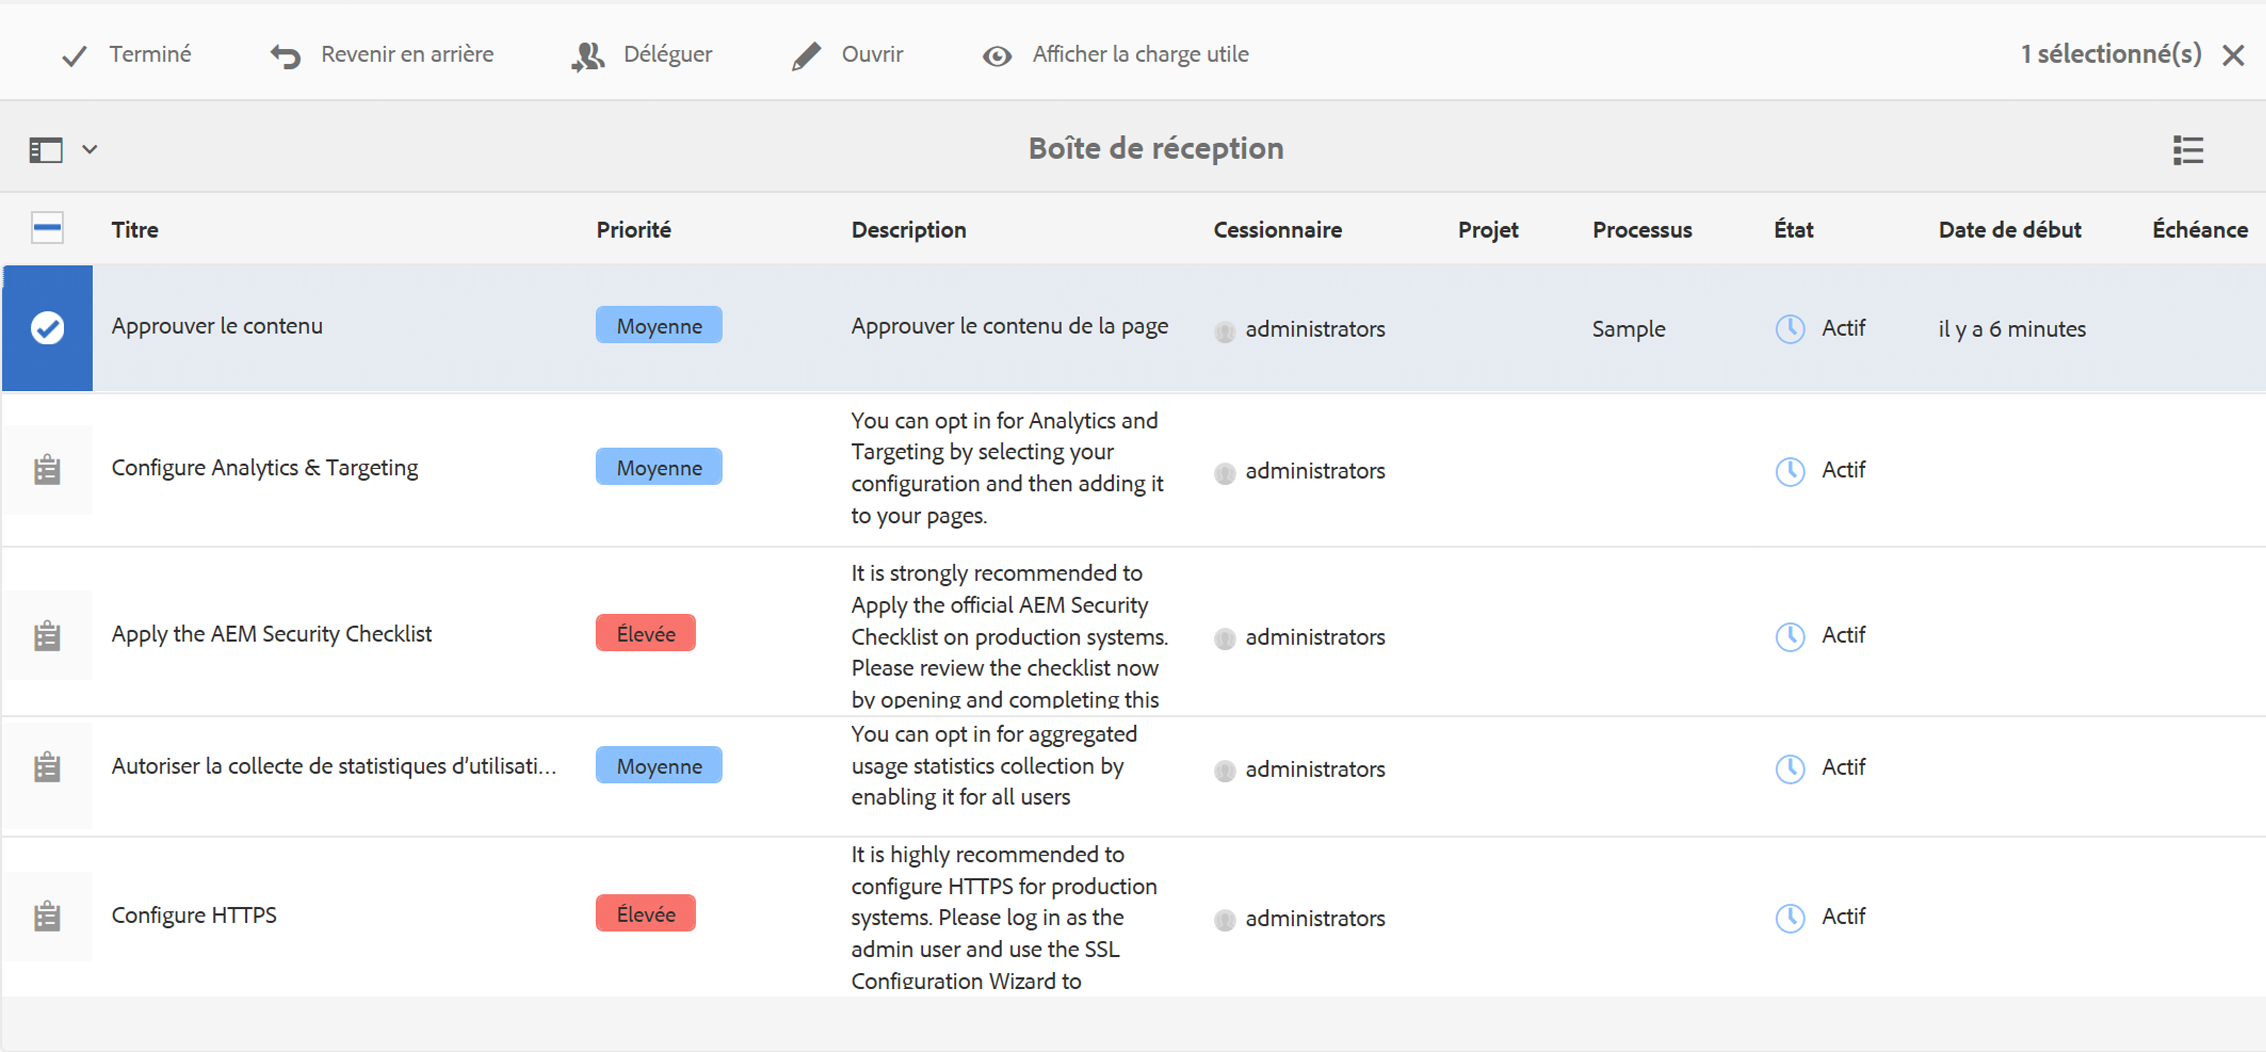 Terminé Revenir en arrière Déléguer Ouvrir Afficher la charge utile 1 sélectionné(s)
Boîte de réception
Titre Priorité Description Cessionnaire Projet Processus État Date de début Échéance
Approuver le contenu Moyenne Approuver le contenu de la page administrators Sample Actif il y a 6 minutes
You can opt in for Analytics and
Targeting by selecting your
Configure Analytics & Targeting Moyenne configuration and then adding it administrators Actif
to your pages.
It is strongly recommended to
Apply the official AEM Security
Apply the AEM Security Checklist Élevée Checklist on production systems. administrators Actif
Please review the checklist now
by opening and completing this
You can opt in for aggregated
Autoriser la collecte de statistiques d’utilisati... Moyenne usage statistics collection by administrators Actif
enabling it for all users
It is highly recommended to
configure HTTPS for production
Configure HTTPS Élevée systems. Please log in as the administrators Actif
admin user and use the SSL
Configuration Wizard to